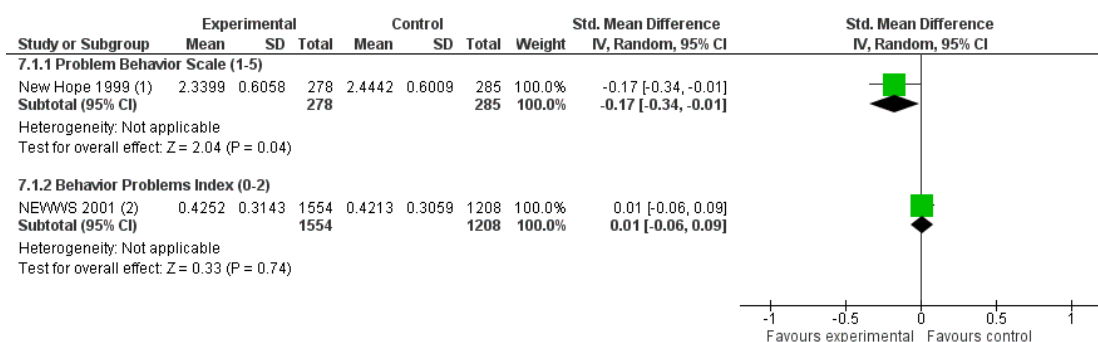 Experimental Control Std. Mean Difference Std. Mean Difference
Study or Subgroup Mean SD Total Mean SD Total Weight IV, Random, 95% CI IV, Random, 95% CI
7.1.1 Problem Behavior Scale (1-5)
New Hope 1999 (1) 2.3399 0.6058 278 2.4442 0.6009 285 100.0% -0.17 [-0.34, -0.01]
Subtotal (95% CI) 278 285 100.0% -0.17 [-0.34, -0.01]
Heterogeneity: Not applicable
Test for overall effect: Z = 2.04 (P = 0.04)
7.1.2 Behavior Problems Index (0-2)
NEWWS 2001 (2) 0.4252 0.3143 1554 0.4213 0.3059 1208 100.0% 0.01 [-0.06, 0.09]
Subtotal (95% CI) 1554 1208 100.0% 0.01 [-0.06, 0.09]
Heterogeneity: Not applicable
Test for overall effect: Z = 0.33 (P = 0.74)
-1 -0.5 0 0.5 1
Favours experimental Favours control